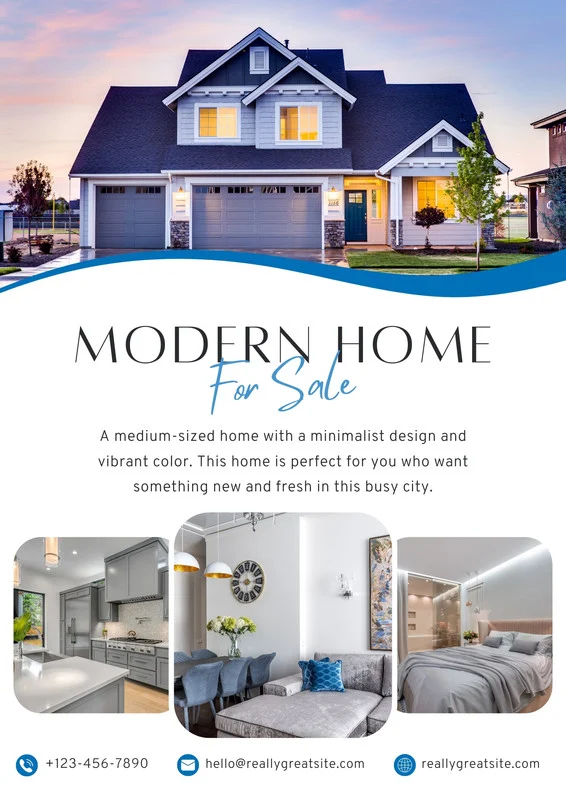 MODERN HOME
For Sale
A medium-sized home with a minimalist design and
vibrant color. This home is perfect for you who want
something new and fresh in this busy city.
+123-456-7890
hello@reallygreatsite.com
reallygreatsite.com